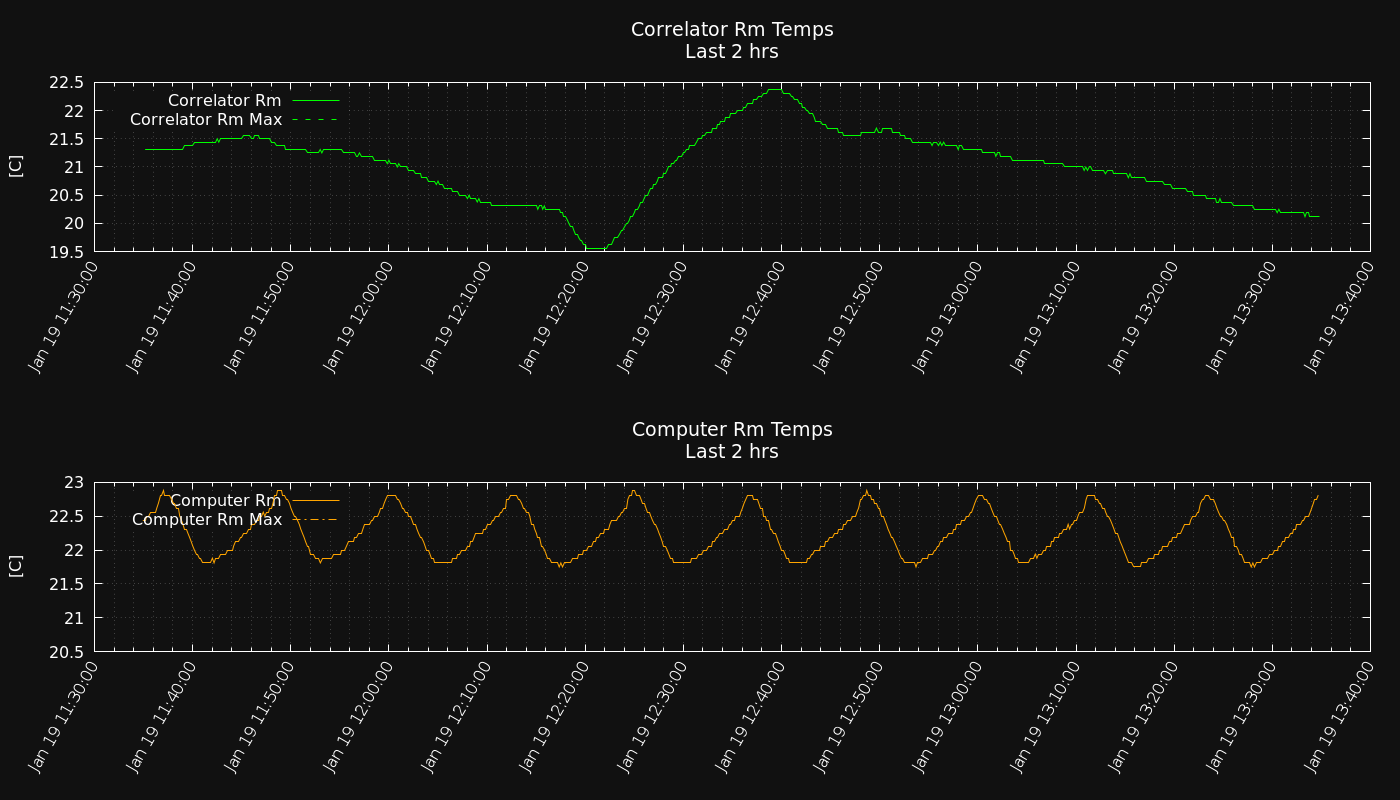 Correlator Rm Temps
Last 2 hrs
22.5
22
21.5
21
20.5
20
19.5
[C]
Correlator Rm
Correlator Rm Max
Jan 19 11:30:00
Jan 19 11:40:00
Jan 19 11:50:00
Jan 19 12:00:00
Jan 19 12:10:00
Jan 19 12:20:00
Jan 19 12:30:00
Jan 19 12:40:00
Jan 19 12:50:00
Jan 19 13:00:00
Jan 19 13:10:00
Jan 19 13:20:00
Jan 19 13:30:00
Jan 19 13:40:00
Computer Rm Temps
Last 2 hrs
23
22.5
22
21.5
21
20.5
[C]
Computer Rm
Computer Rm Max
Jan 19 11:30:00
Jan 19 11:40:00
Jan 19 11:50:00
Jan 19 12:00:00
Jan 19 12:10:00
Jan 19 12:20:00
Jan 19 12:30:00
Jan 19 12:40:00
Jan 19 12:50:00
Jan 19 13:00:00
Jan 19 13:10:00
Jan 19 13:20:00
Jan 19 13:30:00
Jan 19 13:40:00